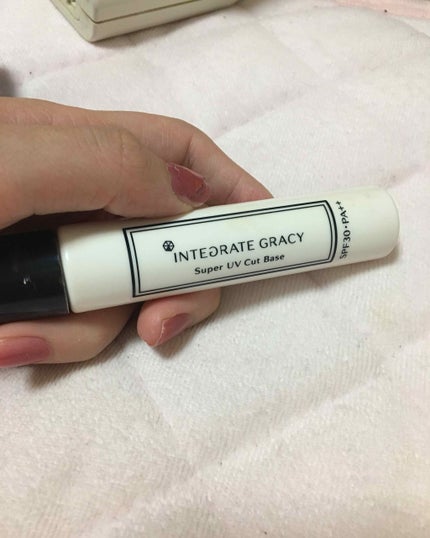 INTEGRATE GRACY
Super UV Cut Base
SPF30・PA++